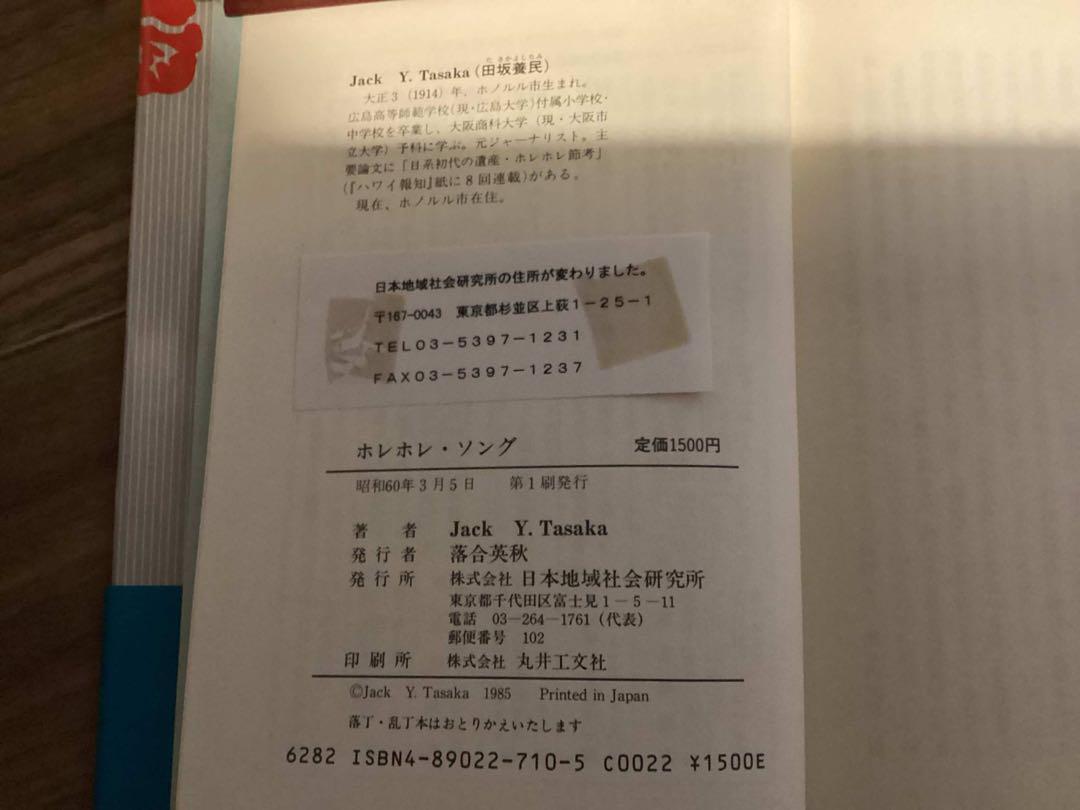 たさかよしたみ
Jack Y. Tasaka(田坂養民)
大正3 (1914) 年、ホノルル市生まれ。
広島高等師範学校(現・広島大学)付属小学校・
中学校を卒業し、大阪商科大学 (現・大阪市
立大学) 予科に学ぶ。元ジャーナリスト。主
要論文に「日系初代の遺産・ホレホレ節考」
(『ハワイ報知』紙に8回連載)がある。
現在、ホノルル市在住。
日本地域社会研究所の住所が変わりました。
〒167-0043 東京都杉並区上荻1-25-1
TEL03-5397-1231
FAX03-5397-1237
ホレホレ・ソング 定価1500円
昭和60年3月5日 第1刷発行
著者 Jack Y. Tasaka
発行者 落合英秋
発行所 株式会社 日本地域社会研究所
東京都千代田区富士見1-5-11
電話 03-264-1761 (代表)
郵便番号 102
印刷所 株式会社 丸井工文社
©Jack Y. Tasaka 1985 Printed in Japan
落丁・乱丁本はおとりかえいたします
6282 ISBN4-89022-710-5 C0022 ¥1500E